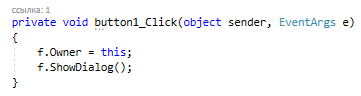 ссылка: 1
private void button1_Click(object sender, EventArgs e)
{
f.Owner = this;
f.ShowDialog();
}